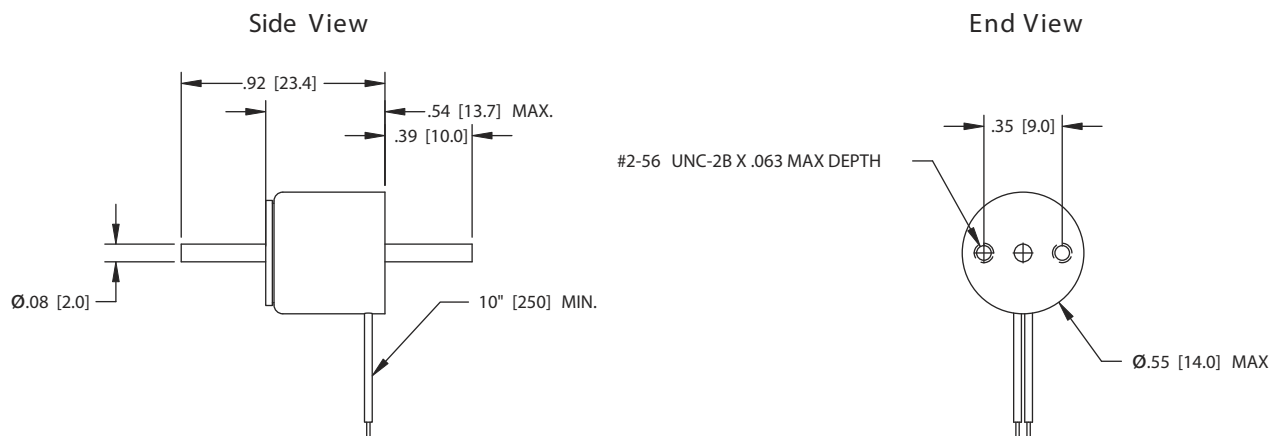 Side View
End View
.92 [23.4]
.54 [13.7] MAX.
.39 [10.0]
.35 [9.0]
#2-56 UNC-2B X .063 MAX DEPTH
Ø.08 [2.0]
10" [250] MIN.
Ø.55 [14.0] MAX